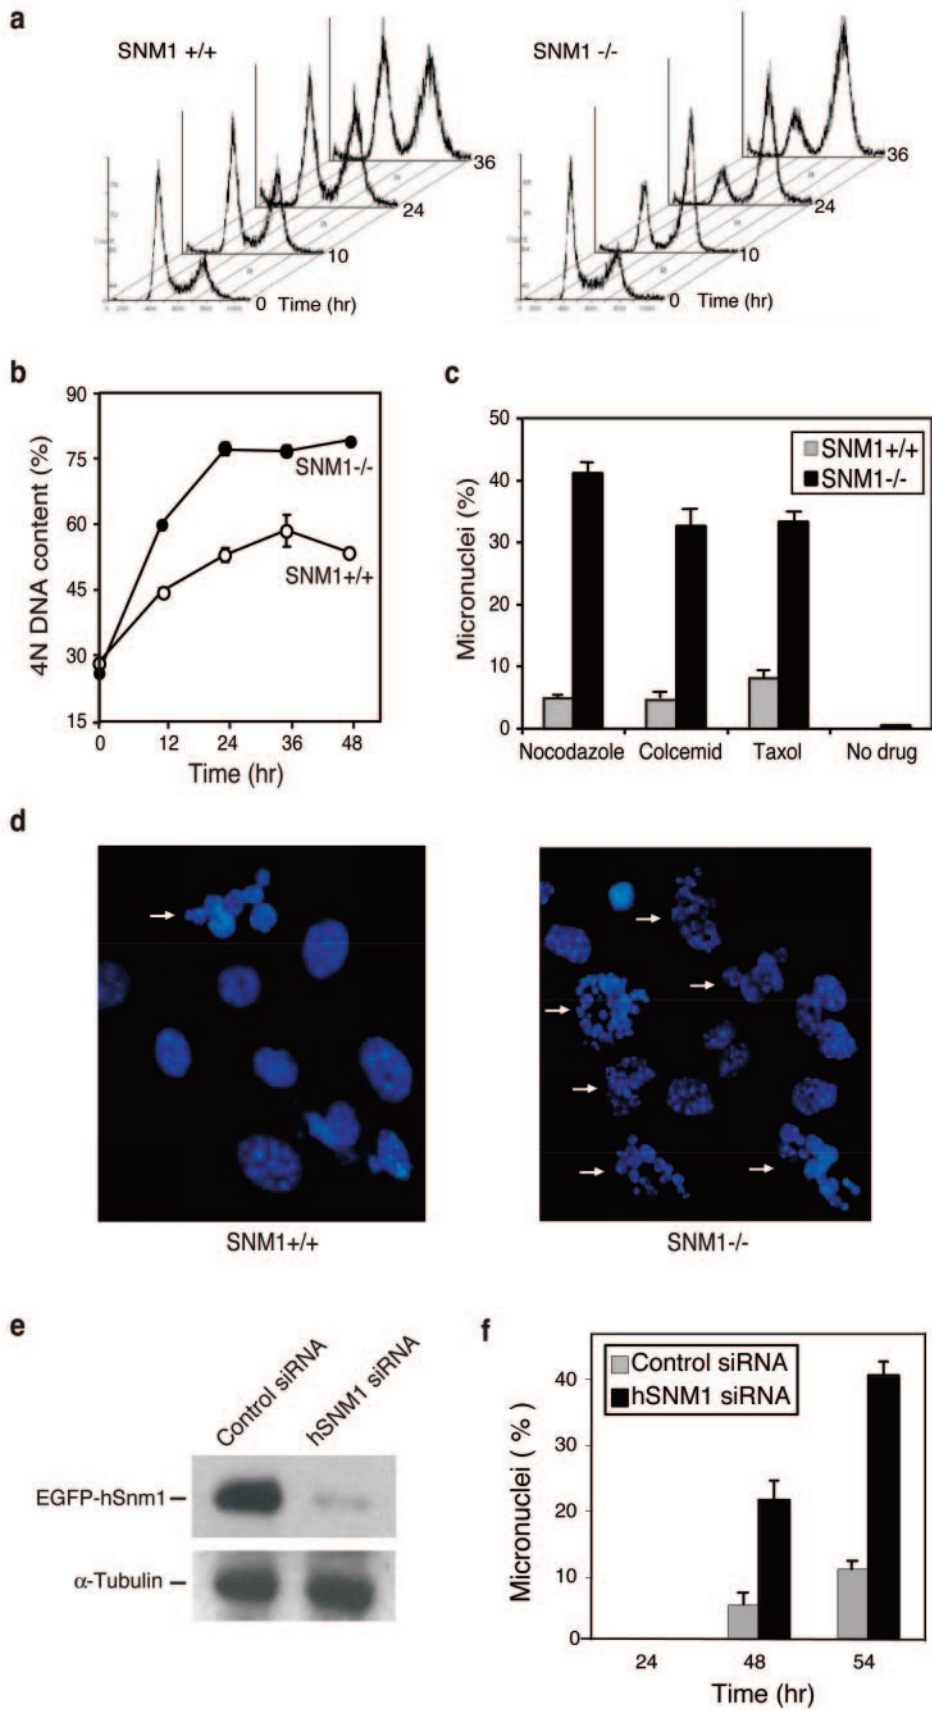 a
SNM1 +/+
SNM1 -/-
36
24
10
0 Time (hr)
36
24
10
0 Time (hr)
b
90
75
60
45
30
15
4N DNA content (%)
SNM1-/-
SNM1+/+
0 12 24 36 48
Time (hr)
c
50
40
30
20
10
0
Micronuclei (%)
SNM1+/+
SNM1-/-
Nocodazole Colcemid Taxol No drug
d
SNM1+/+
SNM1-/-
e
Control siRNA
hSNM1 siRNA
EGFP-hSnm1
α-Tubulin
f
Control siRNA
hSNM1 siRNA
40
30
20
10
0
Micronuclei ( % )
24 48 54
Time (hr)